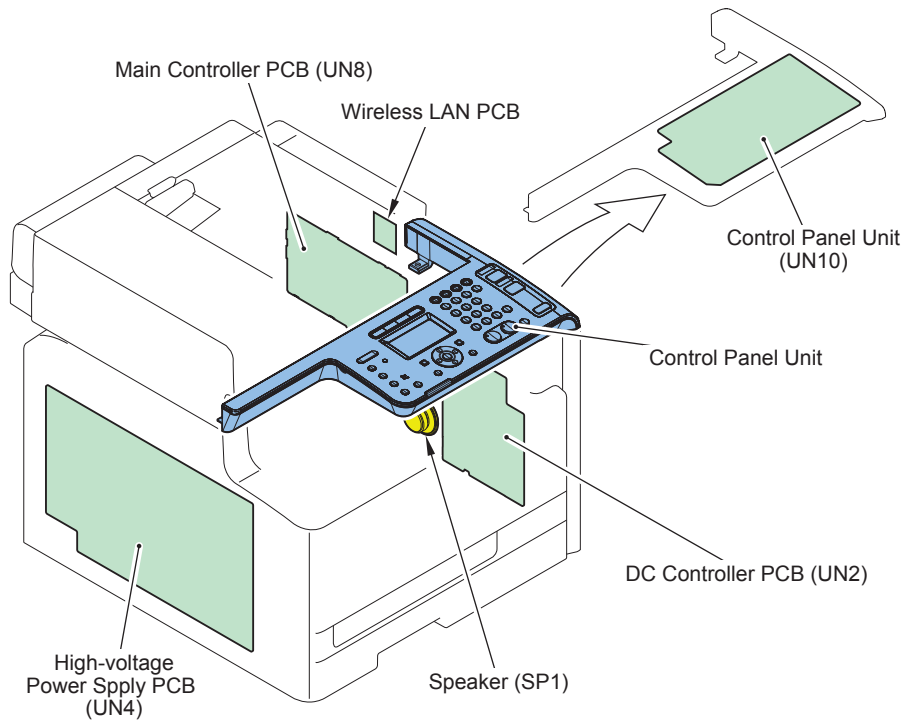 Main Controller PCB (UN8)
Wireless LAN PCB
Control Panel Unit
(UN10)
Control Panel Unit
DC Controller PCB (UN2)
Speaker (SP1)
High-voltage
Power Spply PCB
(UN4)